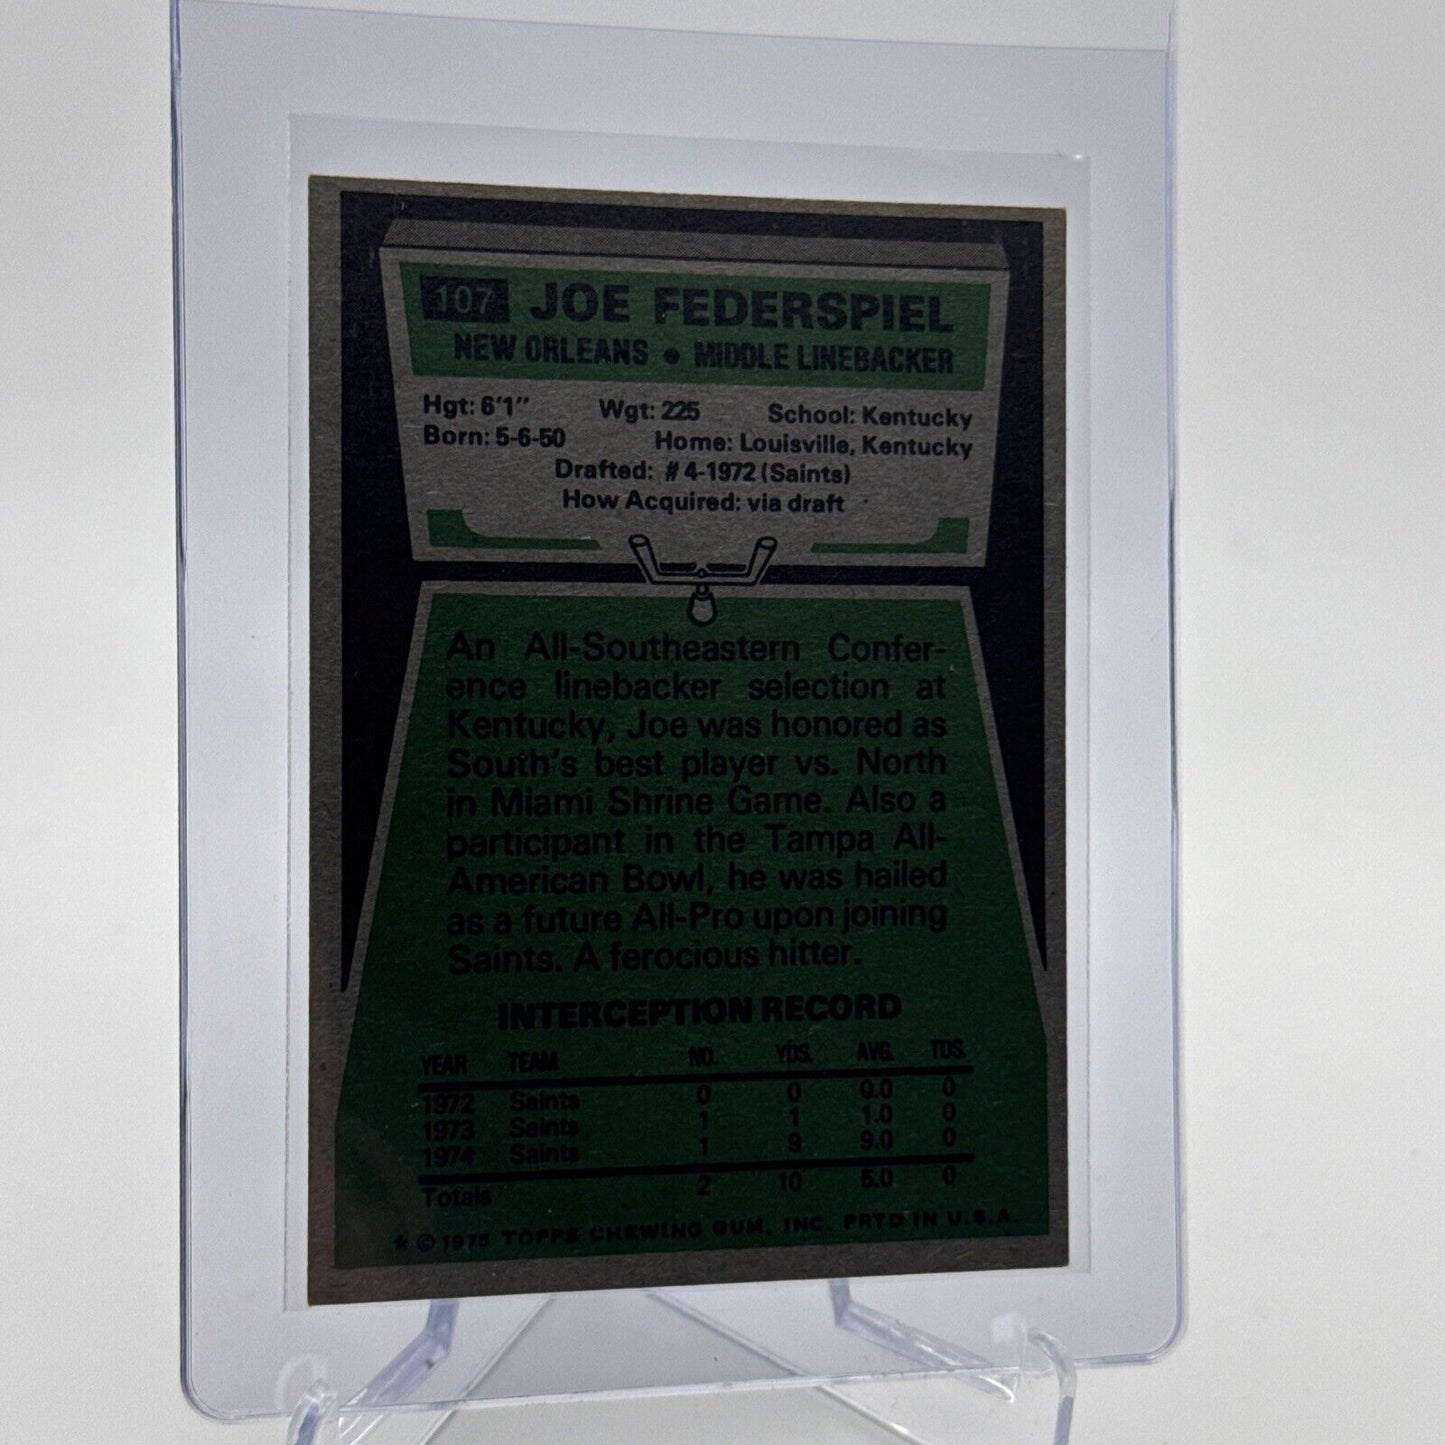 107 JOE FEDERSPIEL
NEW ORLEANS • MIDDLE LINEBACKER
Hgt: 6'1" Wgt: 225 School: Kentucky
Born: 5-6-50 Home: Louisville, Kentucky
Drafted: #4-1972 (Saints)
How Acquired: via draft
An All-Southeastern Confer-
ence linebacker selection at
Kentucky, Joe was honored as
South's best player vs. North
in Miami Shrine Game. Also a
participant in the Tampa All-
American Bowl, he was hailed
as a future All-Pro upon joining
Saints. A ferocious hitter.
INTERCEPTION RECORD
YEAR TEAM NO. YDS. AVG. TDS.
1972 Saints 0 0 0.0 0
1973 Saints 1 1 1.0 0
1974 Saints 1 9 9.0 0
Totals 2 10 5.0 0
* © 1975 TOPPS CHEWING GUM, INC. PRTD IN U.S.A.